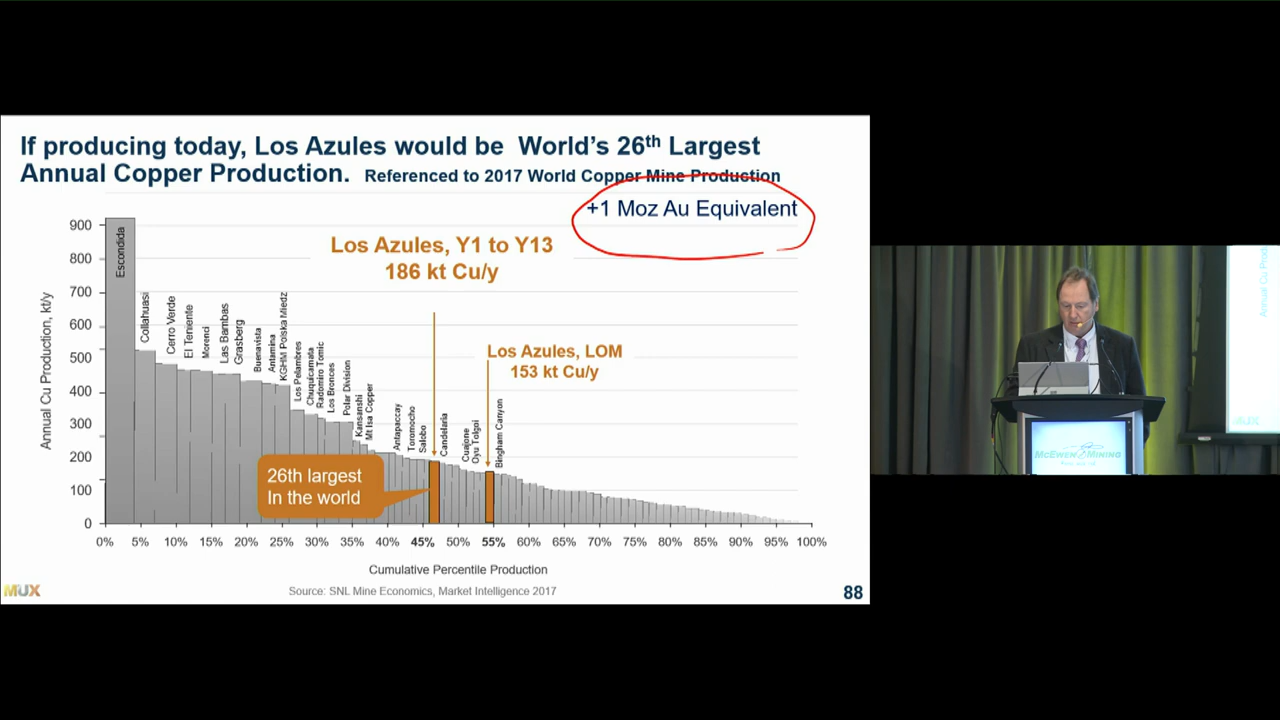 If producing today, Los Azules would be World's 26th Largest
Annual Copper Production. Referenced to 2017 World Copper Mine Production
+1 Moz Au Equivalent
Los Azules, Y1 to Y13
186 kt Cu/y
Los Azules, LOM
153 kt Cu/y
26th largest
In the world
Annual Cu Production, kt/y
900
800
700
600
500
400
300
200
100
0
Escondida
Collahuasi
Cerro Verde
El Teniente
Morenci
Las Bambas
Grasberg
Buenavista
Antamina
KGHM Polska Miedz
Los Pelambres
Chuquicamata
Radomiro Tomic
Los Bronces
Polar Division
Kansanshi
Mt Isa Copper
Antapaccay
Toromocho
Salobo
Candelaria
Cuajone
Oyu Tolgoi
Bingham Canyon
0% 5% 10% 15% 20% 25% 30% 35% 40% 45% 50% 55% 60% 65% 70% 75% 80% 85% 90% 95% 100%
Cumulative Percentile Production
Source: SNL Mine Economics, Market Intelligence 2017
MUX
88
McEWEN MINING
Annual Cu Prod
MUX